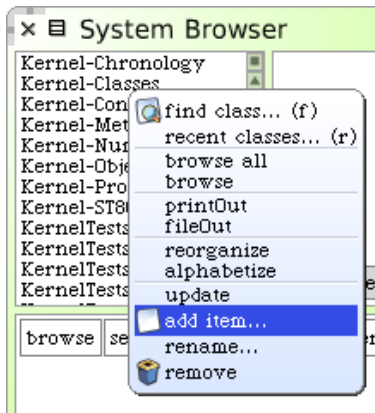 System Browser
Kernel-Chronology
Kernel-Classes
Kernel-Con
Kernel-Met
Kernel-Nu
Kernel-Obje
Kernel-Pro
Kernel-ST80
KernelTests
KernelTests
KernelTests
KernelTests
find class... (f)
recent classes... (r)
browse all
browse
printOut
fileOut
reorganize
alphabetize
update
add item...
rename...
remove
browse
se